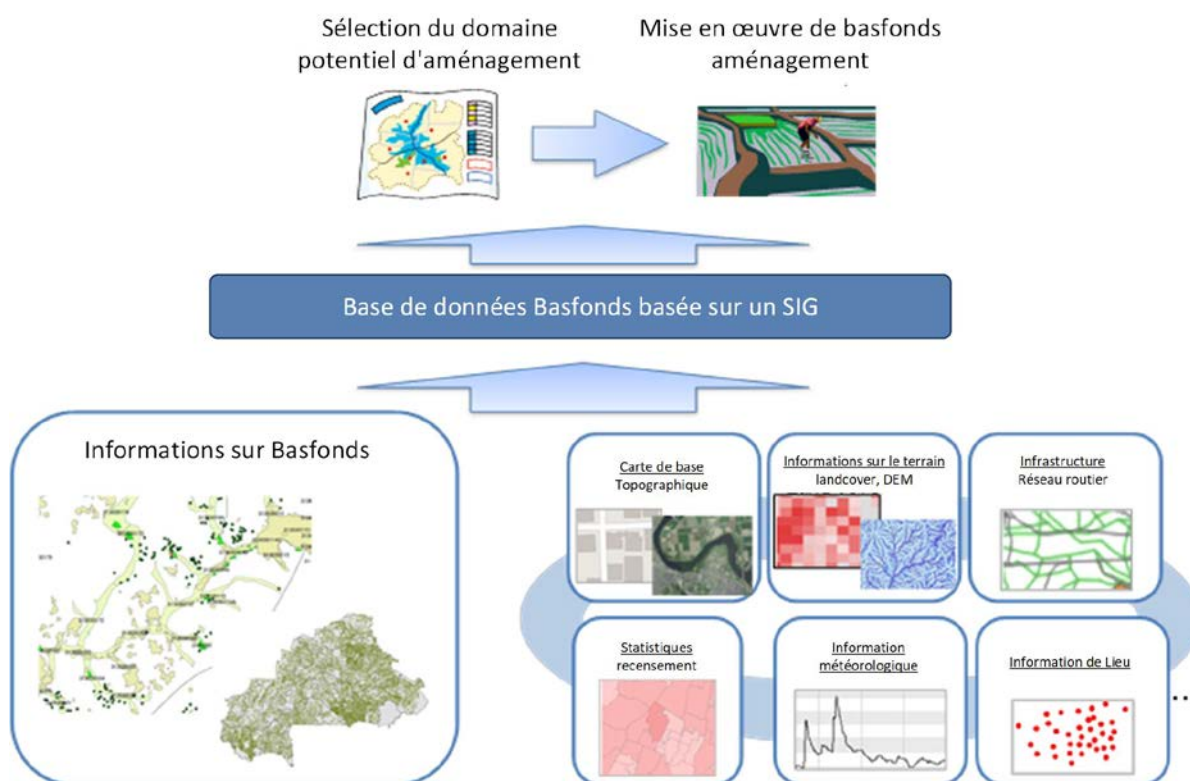 Sélection du domaine
potentiel d'aménagement
Mise en œuvre de basfonds
aménagement
Base de données Basfonds basée sur un SIG
Informations sur Basfonds
Carte de base
Topographique
Informations sur le terrain
landcover, DEM
Infrastructure
Réseau routier
Statistiques
recensement
Information
météorologique
Information de Lieu
...